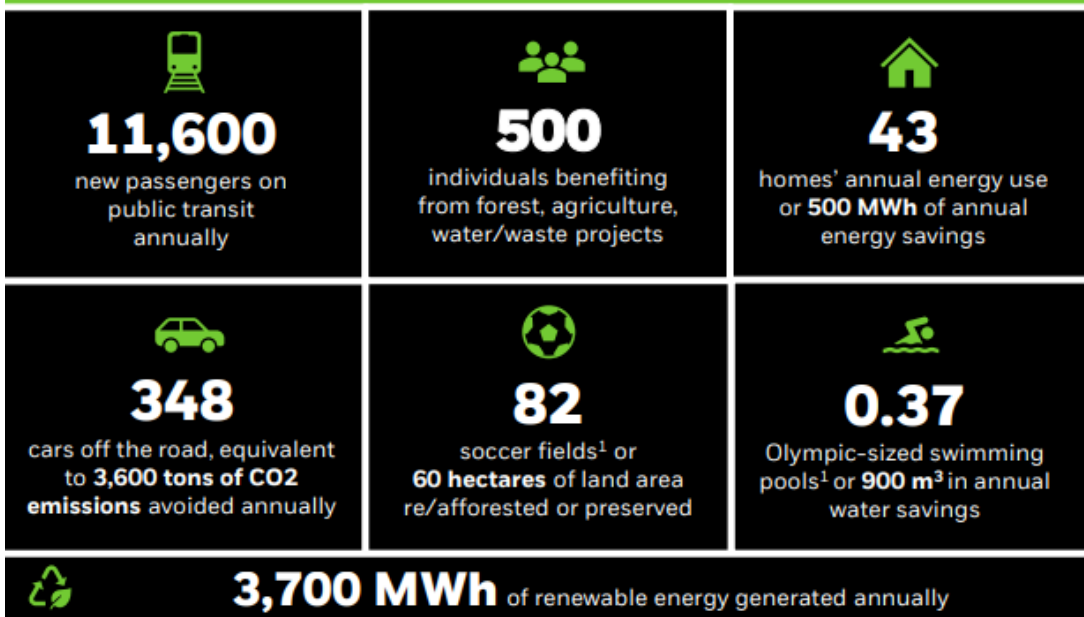 11,600
new passengers on
public transit
annually
500
individuals benefiting
from forest, agriculture,
water/waste projects
43
homes’ annual energy use
or 500 MWh of annual
energy savings
348
cars off the road, equivalent
to 3,600 tons of CO2
emissions avoided annually
82
soccer fields¹ or
60 hectares of land area
re/afforested or preserved
0.37
Olympic-sized swimming
pools¹ or 900 m³ in annual
water savings
3,700 MWh of renewable energy generated annually